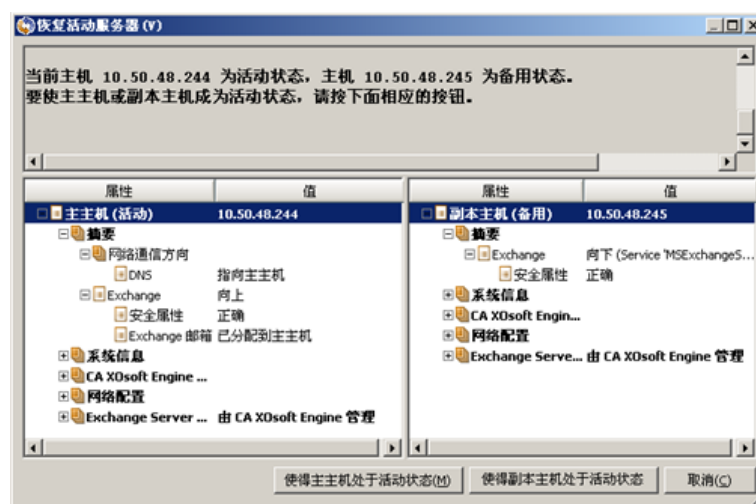 恢复活动服务器(V)
当前主机 10.50.48.244 为活动状态，主机 10.50.48.245 为备用状态。
要使主主机或副本主机成为活动状态，请按下面相应的按钮。
属性 值
主主机(活动) 10.50.48.244
摘要
网络通信方向
DNS 指向主主机
Exchange 向上
安全属性 正确
Exchange 邮箱 已分配到主主机
系统信息
CA XOsoft Engine ...
网络配置
Exchange Server ... 由 CA XOsoft Engine 管理
属性 值
副本主机(备用) 10.50.48.245
摘要
Exchange 向下 (Service 'MSExchangeS...
安全属性 正确
系统信息
CA XOsoft Engin...
网络配置
Exchange Serve... 由 CA XOsoft Engine 管理
使得主主机处于活动状态(M) 使得副本主机处于活动状态 取消(C)